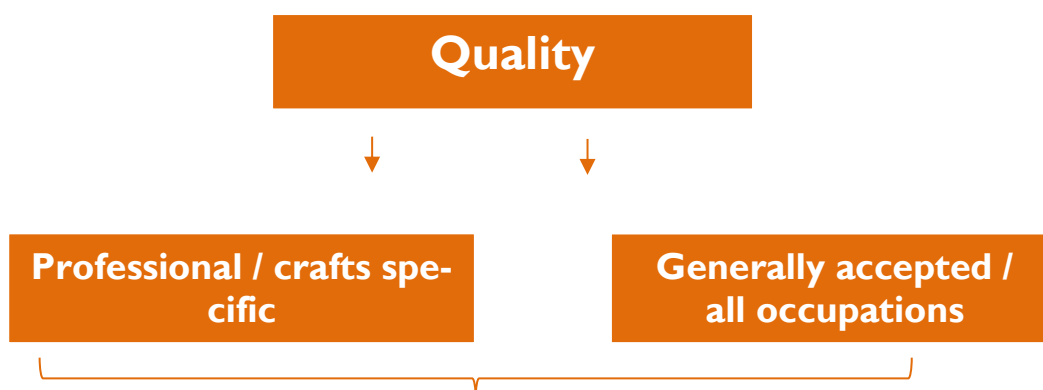 Quality
Professional / crafts spe-
cific
Generally accepted /
all occupations